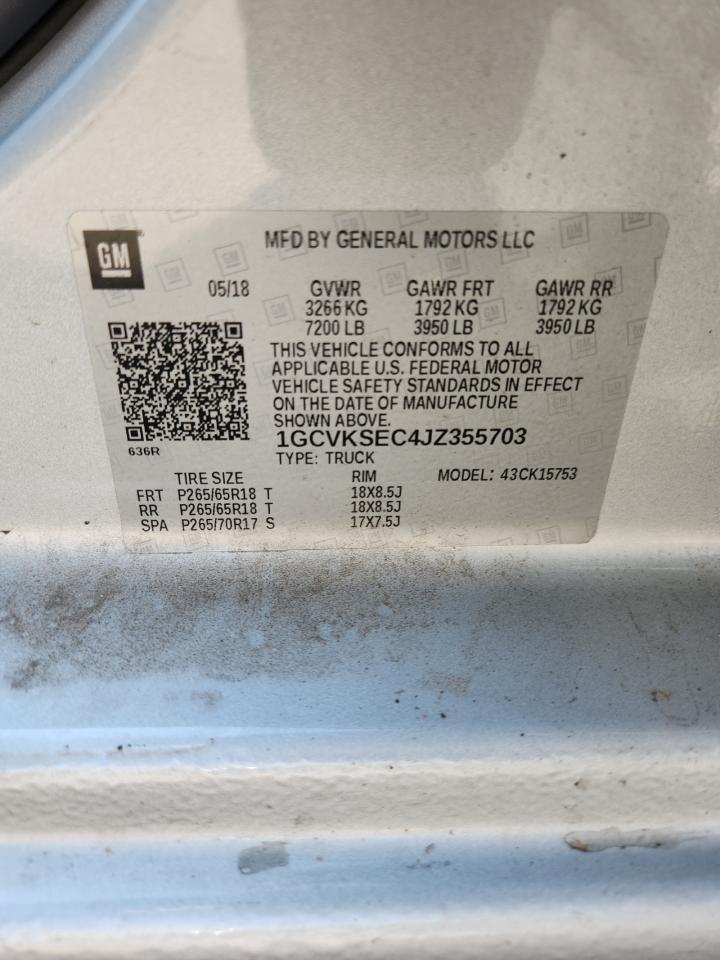 GM
MFD BY GENERAL MOTORS LLC
05/18 GVWR GAWR FRT GAWR RR
3266 KG 1792 KG 1792 KG
7200 LB 3950 LB 3950 LB
THIS VEHICLE CONFORMS TO ALL
APPLICABLE U.S. FEDERAL MOTOR
VEHICLE SAFETY STANDARDS IN EFFECT
ON THE DATE OF MANUFACTURE
SHOWN ABOVE.
1GCVKSEC4JZ355703
636R
TYPE: TRUCK
TIRE SIZE RIM MODEL: 43CK15753
FRT P265/65R18 T 18X8.5J
RR P265/65R18 T 18X8.5J
SPA P265/70R17 S 17X7.5J